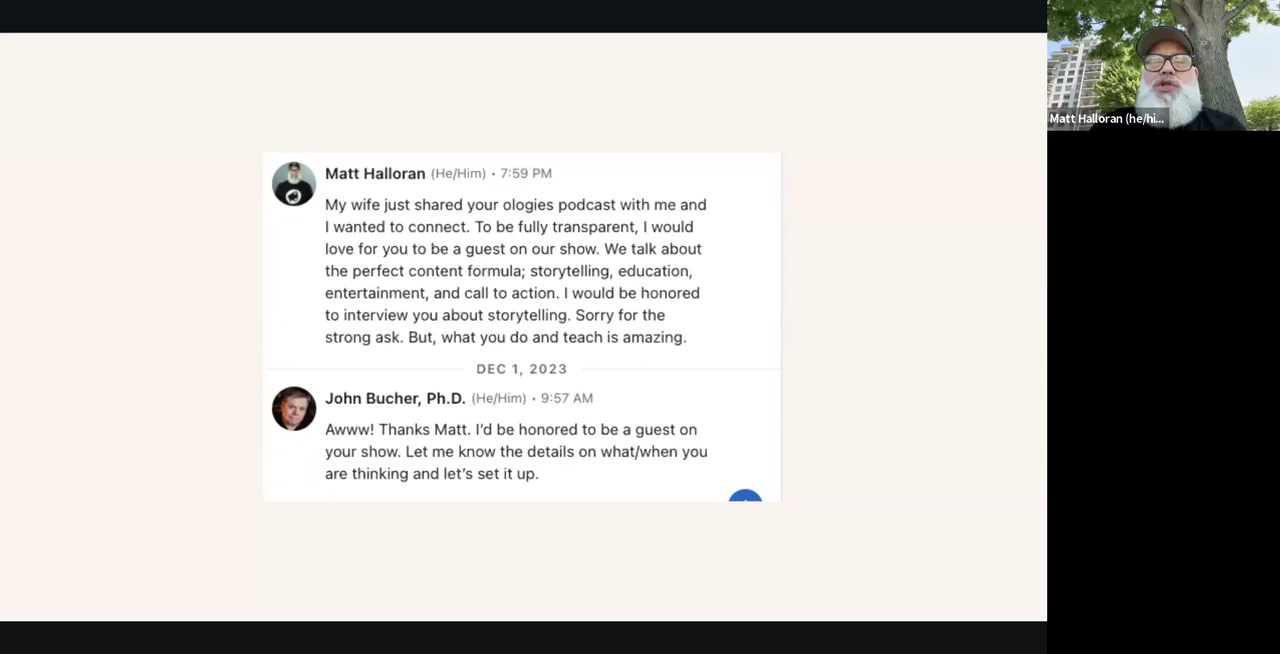 Matt Halloran (He/Him) • 7:59 PM
My wife just shared your ologies podcast with me and
I wanted to connect. To be fully transparent, I would
love for you to be a guest on our show. We talk about
the perfect content formula; storytelling, education,
entertainment, and call to action. I would be honored
to interview you about storytelling. Sorry for the
strong ask. But, what you do and teach is amazing.
DEC 1, 2023
John Bucher, Ph.D. (He/Him) • 9:57 AM
Awww! Thanks Matt. I’d be honored to be a guest on
your show. Let me know the details on what/when you
are thinking and let’s set it up.
Matt Halloran (he/hi...